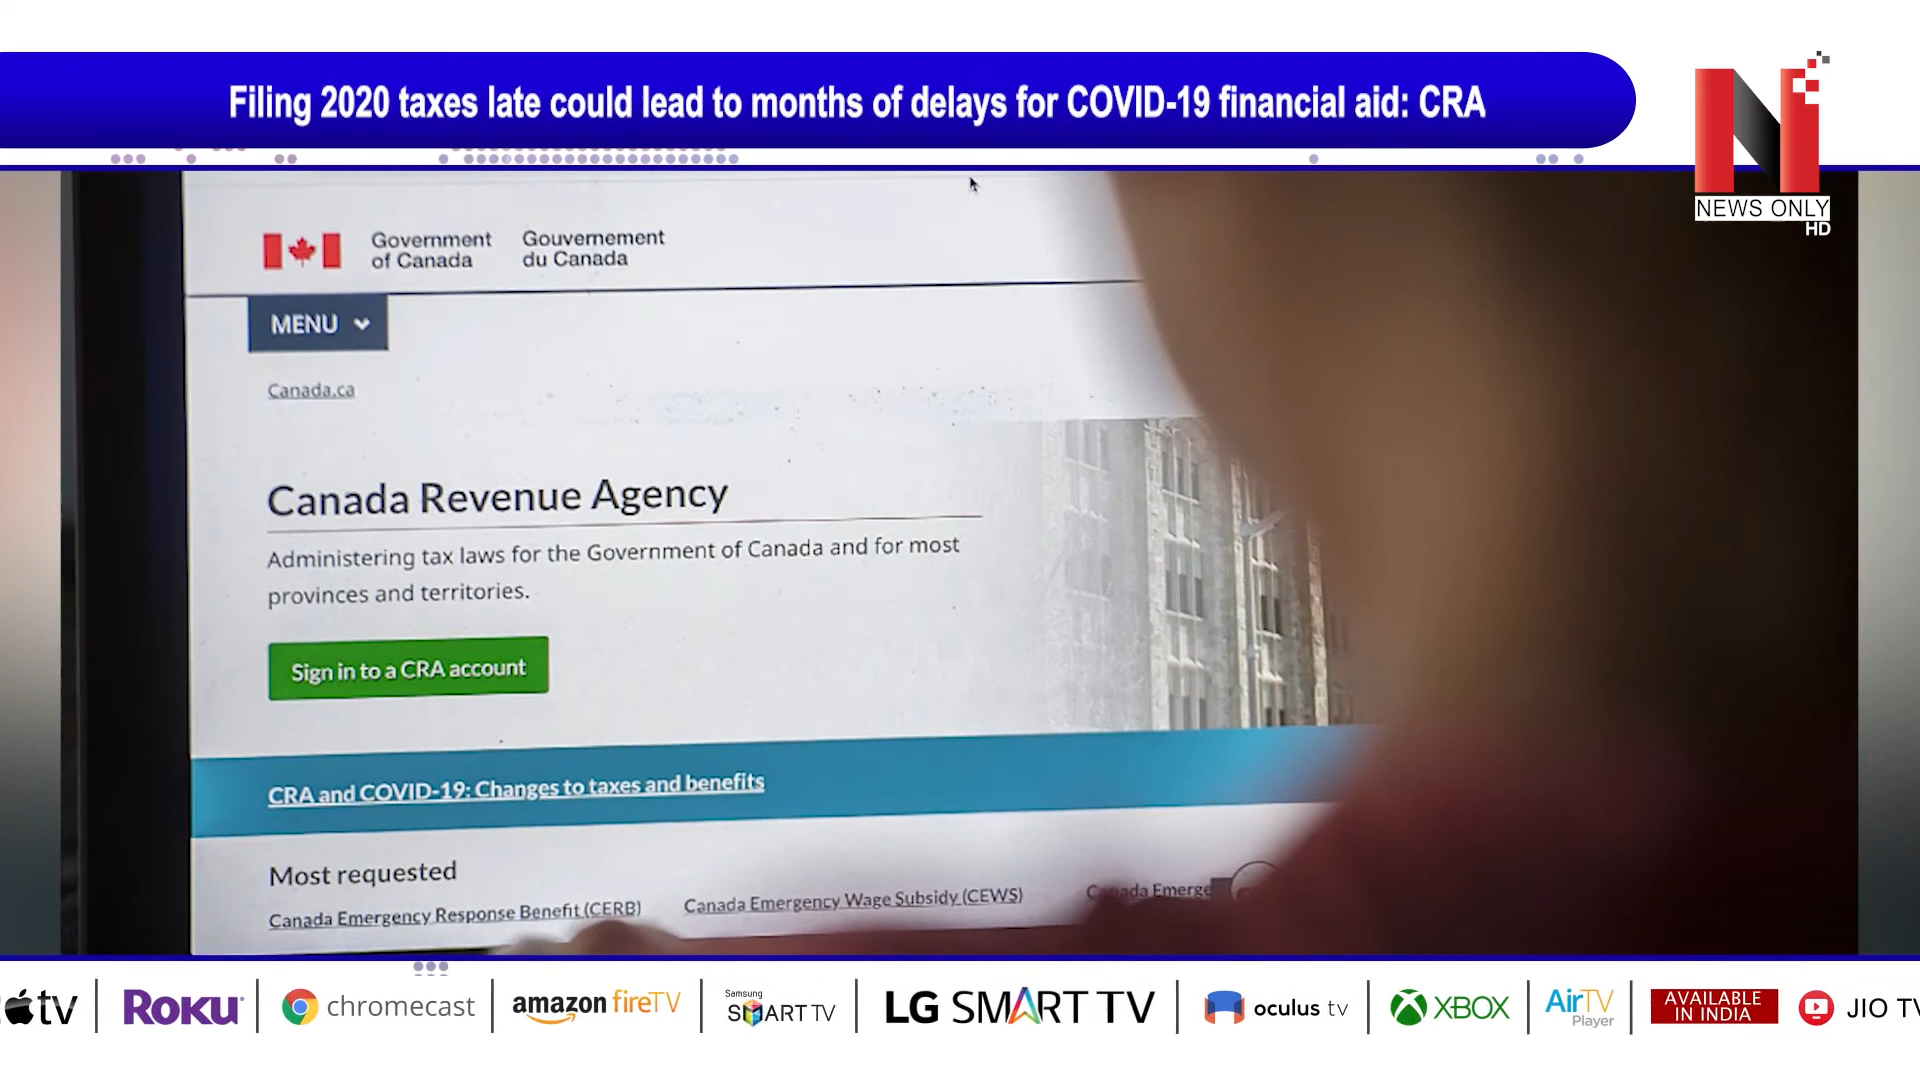 Filing 2020 taxes late could lead to months of delays for COVID-19 financial aid: CRA
NEWS ONLY
HD
Government of Canada
Gouvernement du Canada
MENU
Canada.ca
Canada Revenue Agency
Administering tax laws for the Government of Canada and for most
provinces and territories.
Sign in to a CRA account
CRA and COVID-19: Changes to taxes and benefits
Most requested
Canada Emergency Response Benefit (CERB)
Canada Emergency Wage Subsidy (CEWS)
Canada Emerge
tv
ROKU
chromecast
amazon fireTV
Samsung
SMART TV
LG SMART TV
oculus tv
XBOX
AirTV
Player
AVAILABLE
IN INDIA
JIO TV